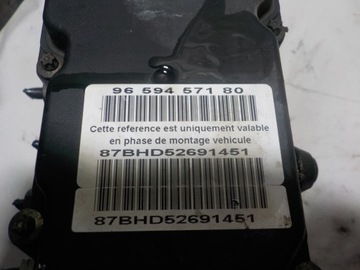 96 594 571 80
Cette reference est uniquement valable
en phase de montage vehicule
87BHD52691451
87BHD52691451